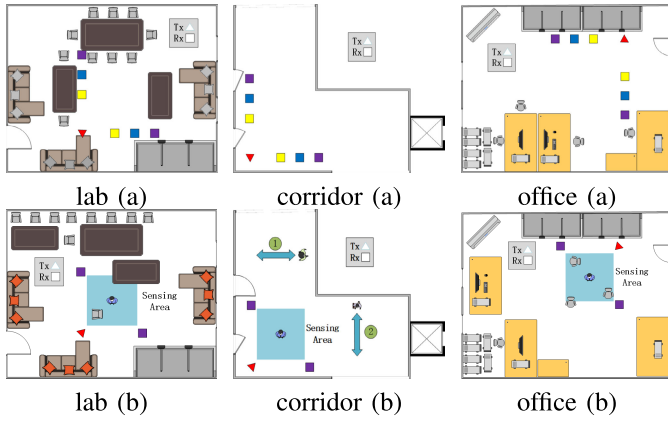 Tx
Rx
Tx
Rx
Tx
Rx
lab (a)
corridor (a)
office (a)
Tx
Rx
Sensing
Area
1
Tx
Rx
Sensing
Area
2
Tx
Rx
Sensing
Area
lab (b)
corridor (b)
office (b)